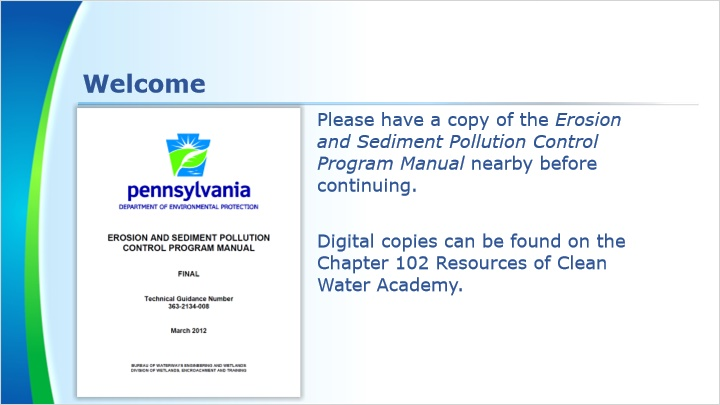 Welcome
pennsylvania
DEPARTMENT OF ENVIRONMENTAL PROTECTION
EROSION AND SEDIMENT POLLUTION
CONTROL PROGRAM MANUAL
FINAL
Technical Guidance Number
363-2134-008
March 2012
BUREAU OF WATERWAYS ENGINEERING AND WETLANDS
DIVISION OF WETLANDS, ENCROACHMENT AND TRAINING
Please have a copy of the Erosion
and Sediment Pollution Control
Program Manual nearby before
continuing.
Digital copies can be found on the
Chapter 102 Resources of Clean
Water Academy.